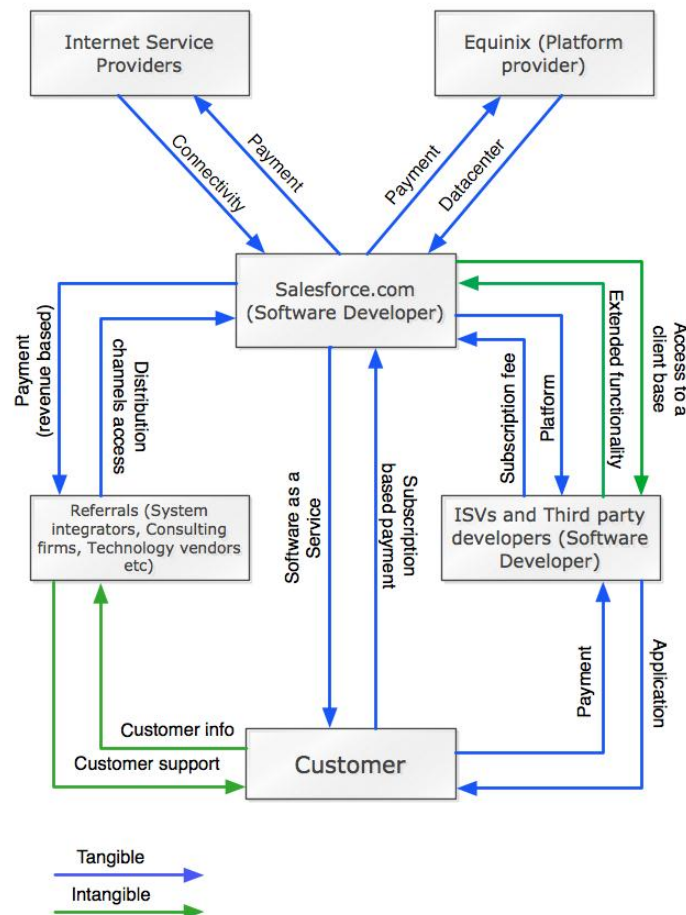 Internet Service
Providers
Equinix (Platform
provider)
Connectivity
Payment
Payment
Datacenter
Salesforce.com
(Software Developer)
Payment
(revenue based)
Distribution
channels access
Software as a
Service
Subscription
based payment
Subscription fee
Platform
Extended functionality
Access to a
client base
Referrals (System
integrators, Consulting
firms, Technology vendors
etc)
ISVs and Third party
developers (Software
Developer)
Customer info
Customer support
Payment
Application
Customer
Tangible
Intangible